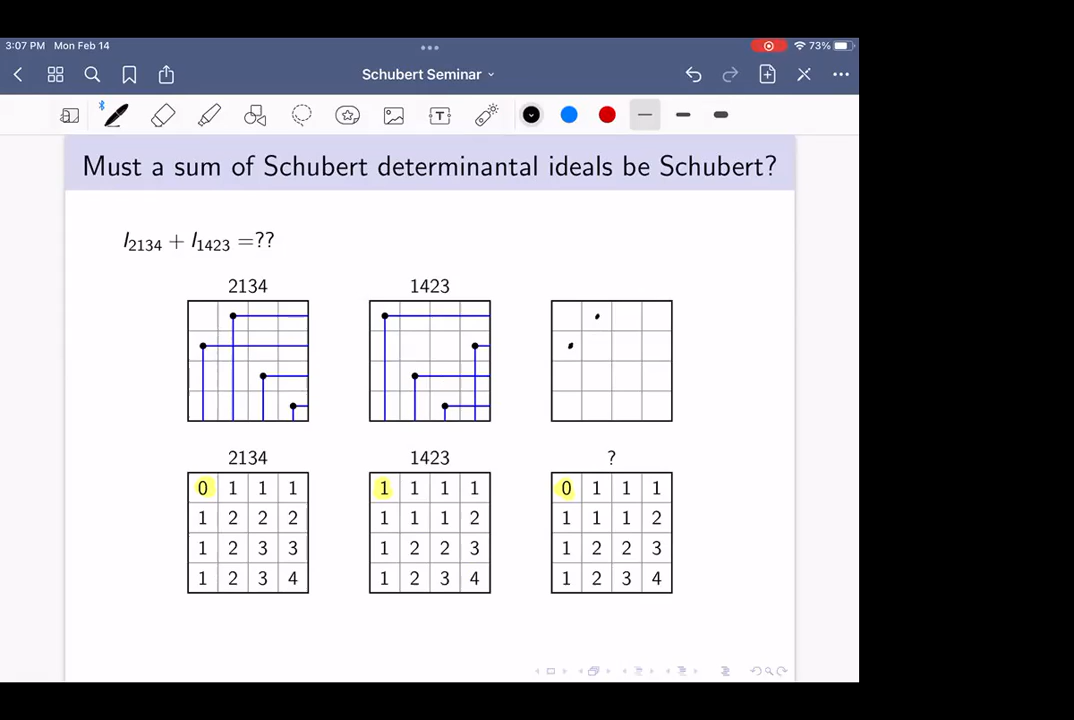 3:07 PM Mon Feb 14
73%
Schubert Seminar
T
Must a sum of Schubert determinantal ideals be Schubert?
I₂₁₃₄ + I₁₄₂₃ =??
2134 1423
2134 1423 ?
0 1 1 1 1 1 1 1 0 1 1 1
1 2 2 2 1 1 1 2 1 1 1 2
1 2 3 3 1 2 2 3 1 2 2 3
1 2 3 4 1 2 3 4 1 2 3 4